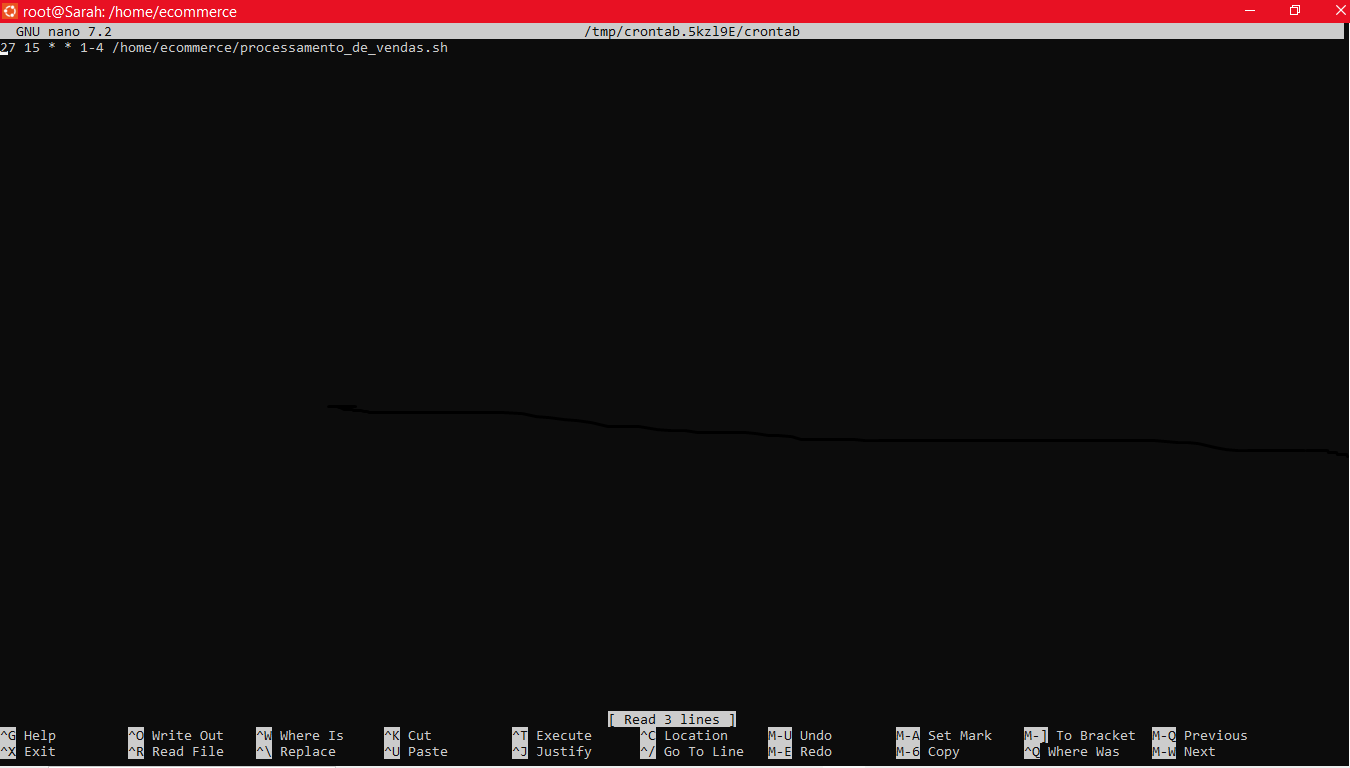 root@Sarah: /home/ecommerce
GNU nano 7.2 /tmp/crontab.5kzl9E/crontab
27 15 * * 1-4 /home/ecommerce/processamento_de_vendas.sh
[ Read 3 lines ]
^G Help ^O Write Out ^W Where Is ^K Cut ^T Execute ^C Location M-U Undo M-A Set Mark M-] To Bracket M-Q Previous
^X Exit ^R Read File ^\ Replace ^U Paste ^J Justify ^/ Go To Line M-E Redo M-6 Copy ^Q Where Was M-W Next